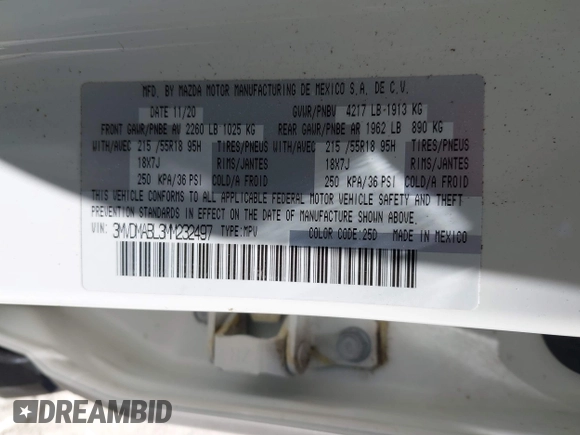 MFD. BY MAZDA MOTOR MANUFACTURING DE MEXICO S.A. DE C.V.
DATE 11/20 GVWR/PNBV 4217 LB-1913 KG
FRONT GAWR/PNBE AV 2260 LB 1025 KG REAR GAWR/PNBE AR 1962 LB 890 KG
WITH/AVEC 215 /55R18 95H TIRES/PNEUS WITH/AVEC 215 /55R18 95H TIRES/PNEUS
18X7J RIMS/JANTES 18X7J RIMS/JANTES
250 KPA/36 PSI COLD/A FROID 250 KPA/36 PSI COLD/A FROID
THIS VEHICLE CONFORMS TO ALL APPLICABLE FEDERAL MOTOR VEHICLE SAFETY AND THEFT
PREVENTION STANDARDS IN EFFECT ON THE DATE OF MANUFACTURE SHOWN ABOVE.
VIN: 3MVDMABL3MM232497 TYPE:MPV COLOR CODE:25D MADE IN MEXICO
DREAMBID